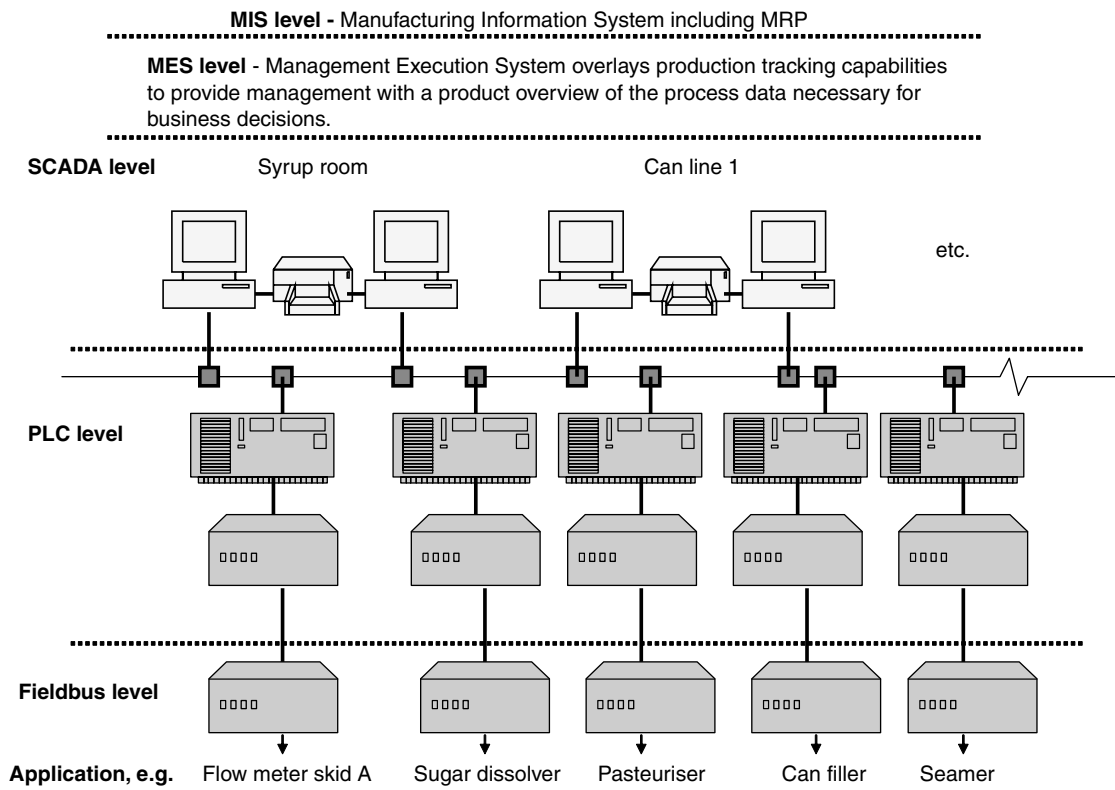 MIS level - Manufacturing Information System including MRP
MES level - Management Execution System overlays production tracking capabilities
to provide management with a product overview of the process data necessary for
business decisions.
SCADA level
Syrup room
Can line 1
etc.
PLC level
Fieldbus level
Application, e.g.
Flow meter skid A
Sugar dissolver
Pasteuriser
Can filler
Seamer